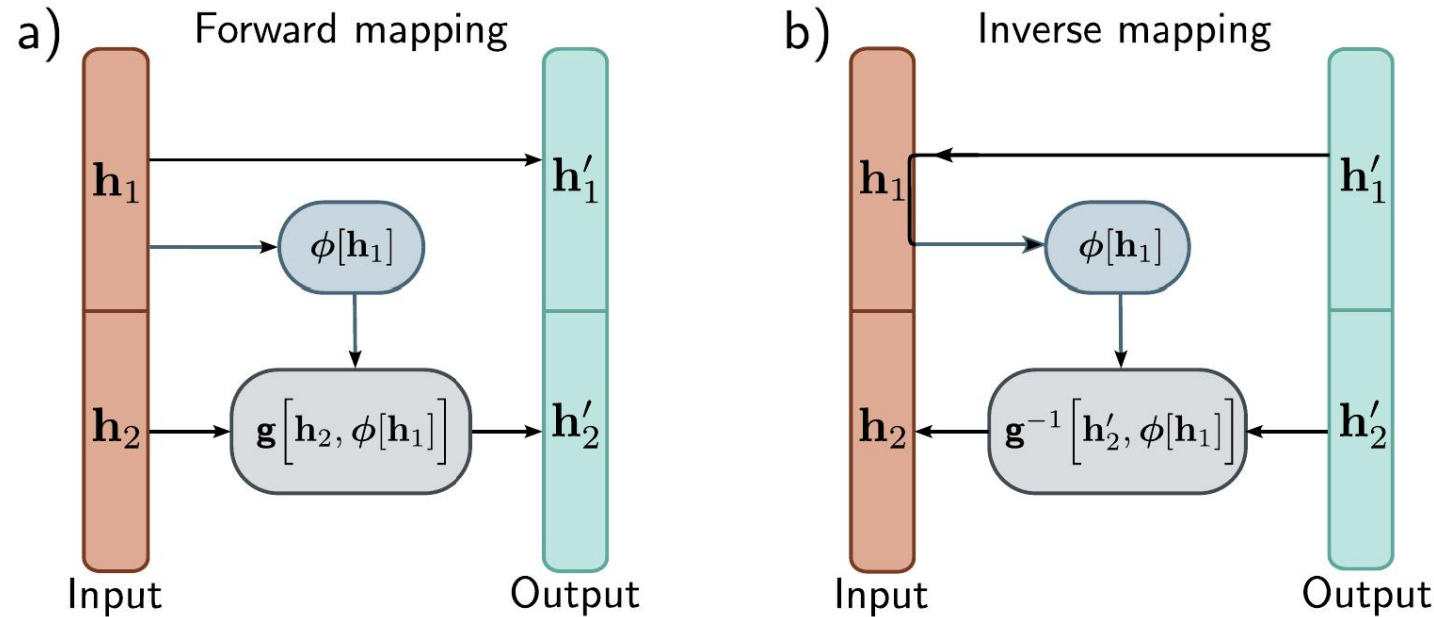 a) Forward mapping
h₁
h′₁
ϕ[h₁]
h₂
g[h₂, ϕ[h₁]]
h′₂
Input
Output
b) Inverse mapping
h₁
h′₁
ϕ[h₁]
h₂
g⁻¹[h′₂, ϕ[h₁]]
h′₂
Input
Output